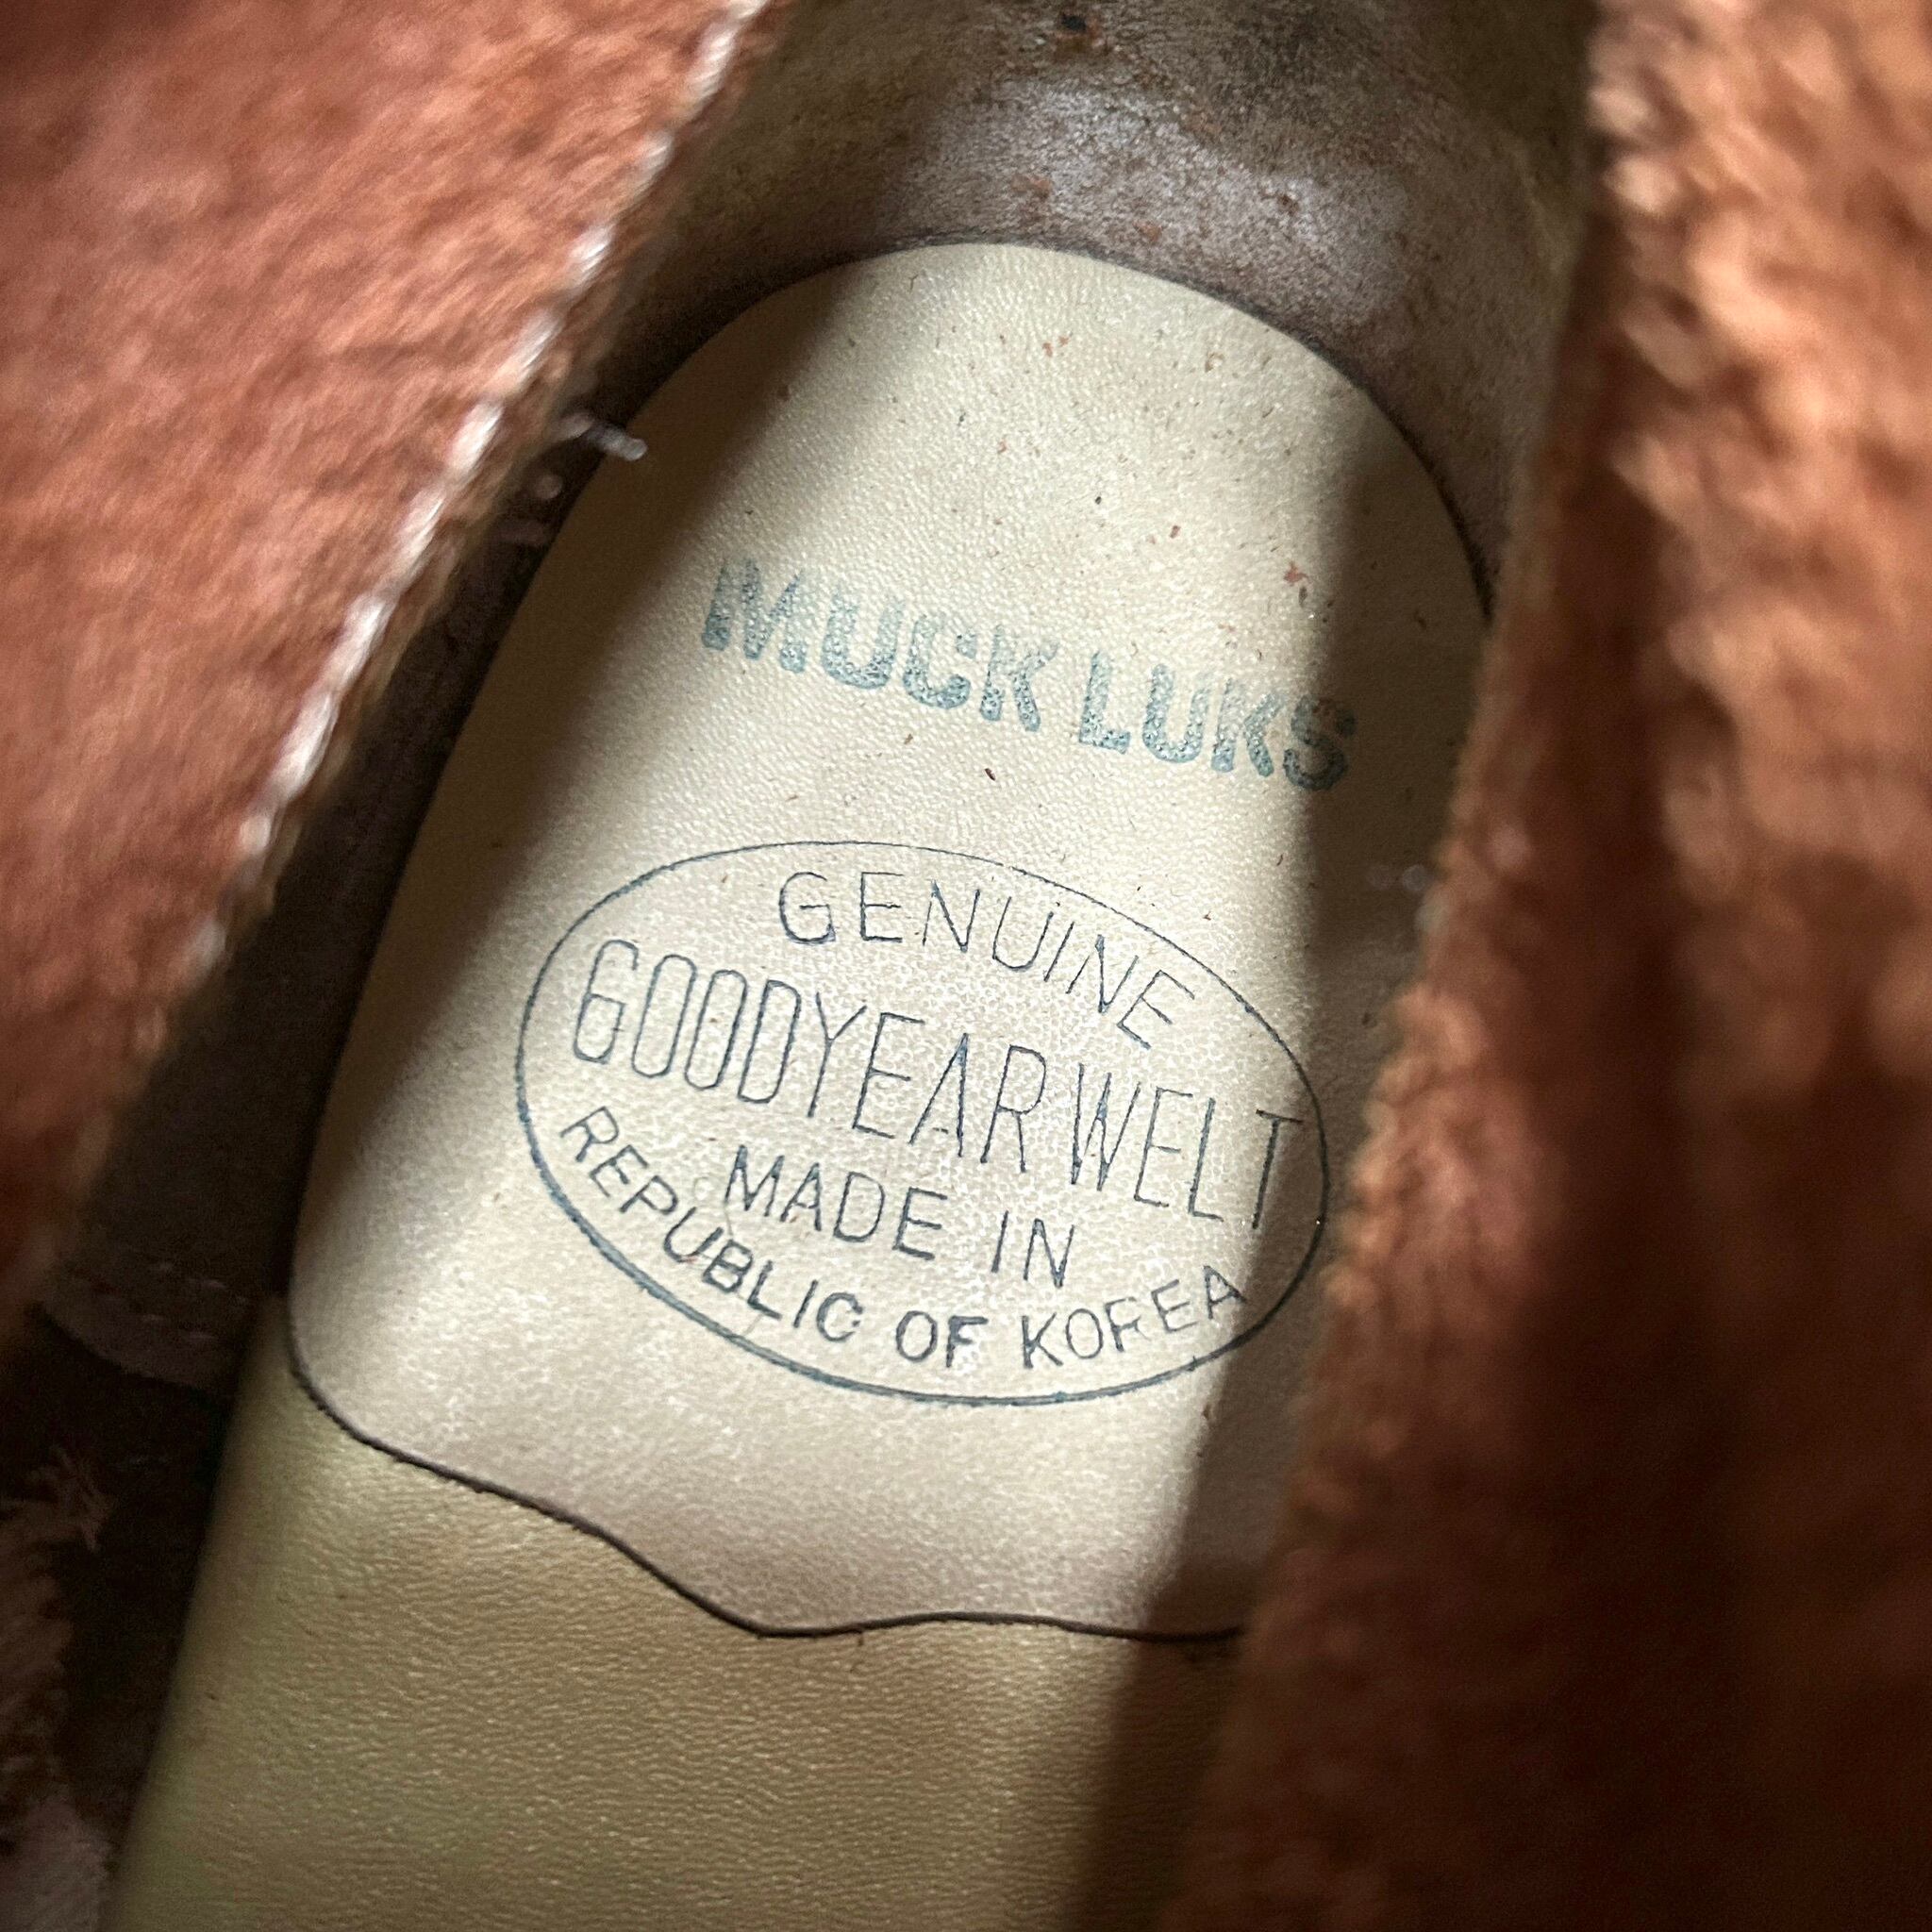 MUCK LUKS
GENUINE
GOODYEAR WELT
MADE IN
REPUBLIC OF KOREA